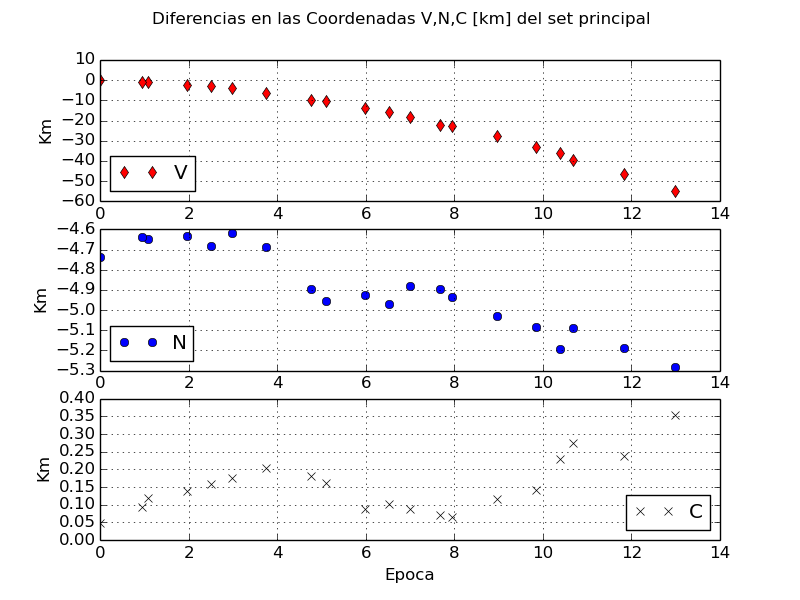 Diferencias en las Coordenadas V,N,C [km] del set principal
10
0
−10
−20
−30
−40
−50
−60
Km
V
0 2 4 6 8 10 12 14
−4.6
−4.7
−4.8
−4.9
−5.0
−5.1
−5.2
−5.3
Km
N
0 2 4 6 8 10 12 14
0.40
0.35
0.30
0.25
0.20
0.15
0.10
0.05
0.00
Km
C
0 2 4 6 8 10 12 14
Epoca